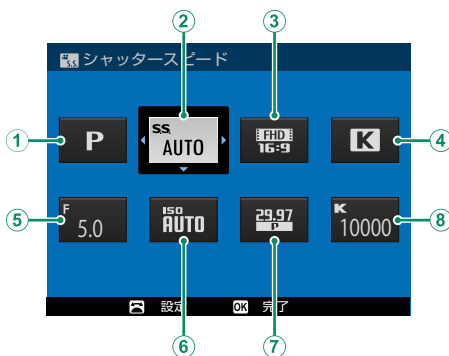 ② ③
S.S. シャッタースピード
① P S.S. AUTO FHD 16:9 K ④
⑤ F 5.0 ISO AUTO 29.97 P K 10000 ⑧
設定 OK 完了
⑥ ⑦